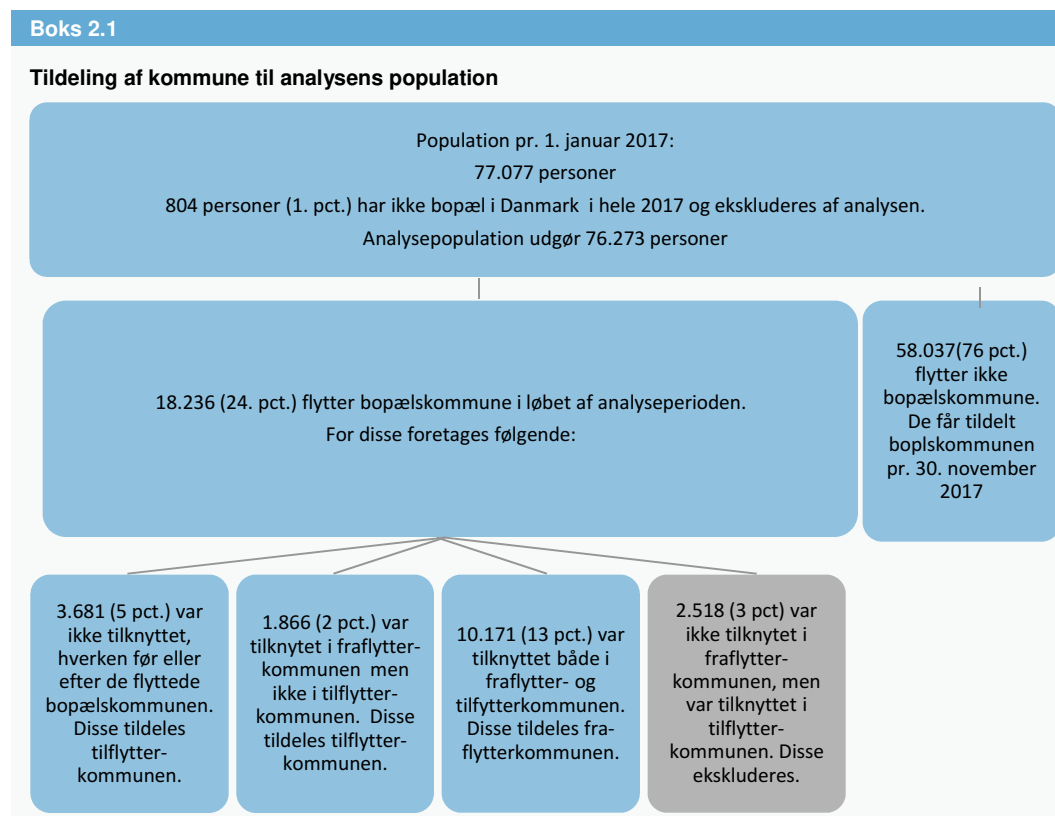 Boks 2.1
Tildeling af kommune til analysens population
Population pr. 1. januar 2017:
77.077 personer
804 personer (1. pct.) har ikke bopæl i Danmark i hele 2017 og ekskluderes af analysen.
Analysepopulation udgør 76.273 personer
18.236 (24. pct.) flytter bopælskommune i løbet af analyseperioden.
For disse foretages følgende:
58.037(76 pct.)
flytter ikke
bopælskommune.
De får tildelt
boplskommunen
pr. 30. november
2017
3.681 (5 pct.) var
ikke tilknyttet,
hverken før eller
efter de flyttede
bopælskommunen.
Disse tildeles
tilflytter-
kommunen.
1.866 (2 pct.) var
tilknytet i fraflytter-
kommunen men
ikke i tilflytter-
kommunen. Disse
tildeles tilflytter-
kommunen.
10.171 (13 pct.) var
tilknyttet både i
fraflytter- og
tilfytterkommunen.
Disse tildeles fra-
flytterkommunen.
2.518 (3 pct) var
ikke tilknytet i
fraflytter-
kommunen, men
var tilknyttet i
tilflytter-
kommunen. Disse
ekskluderes.